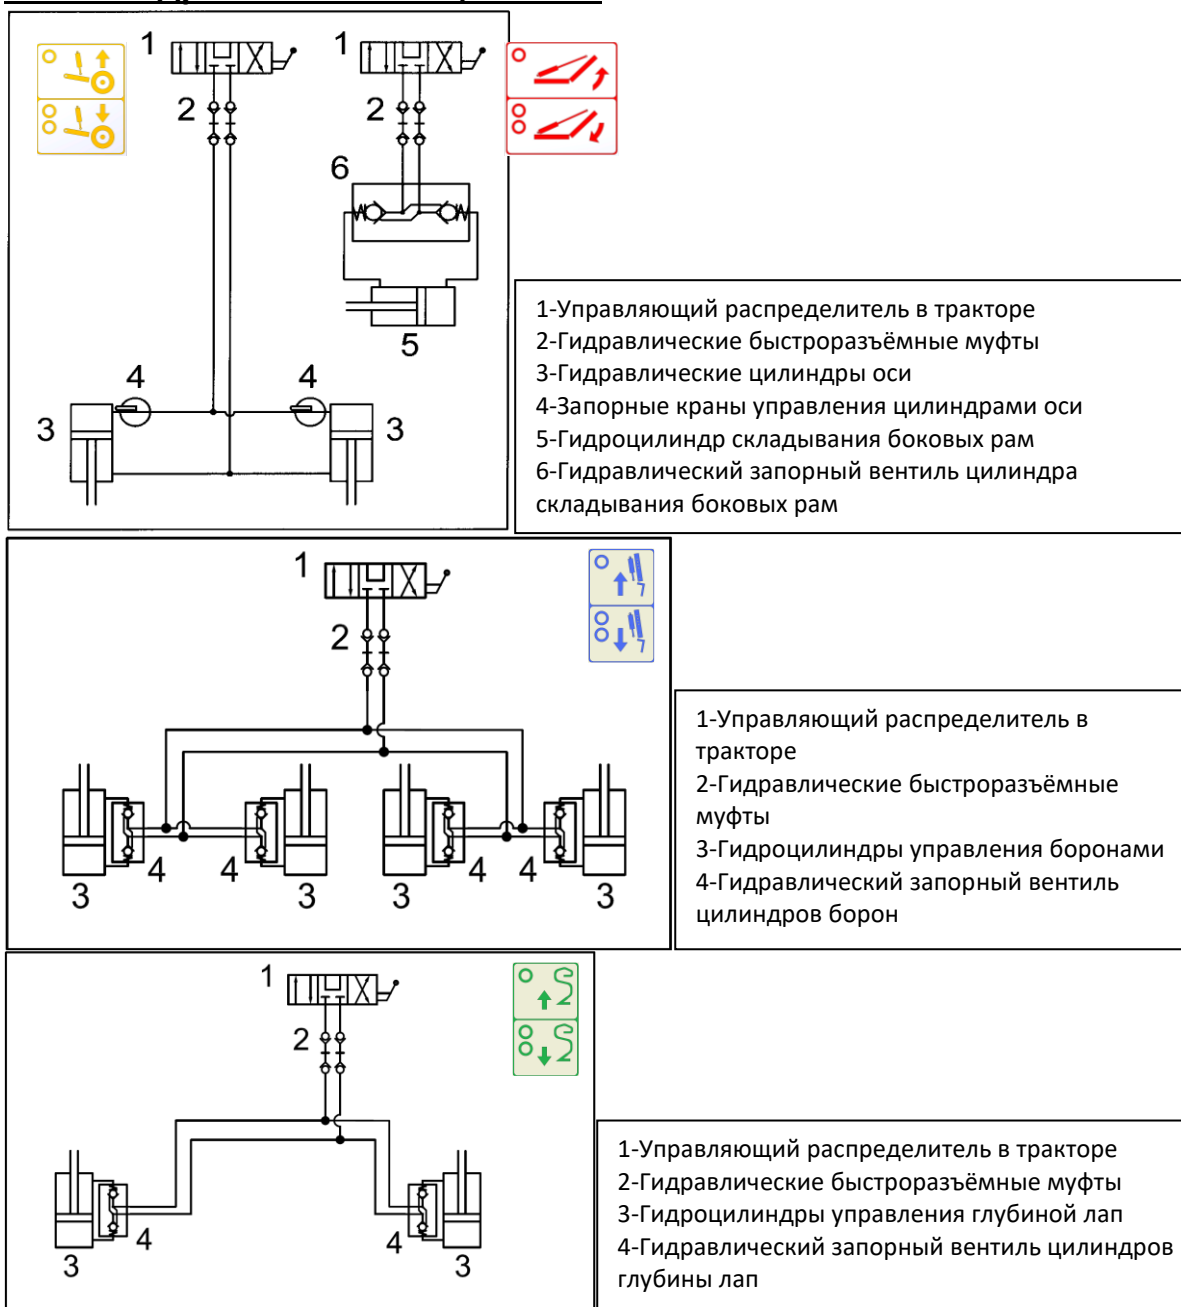 1
1
2
2
6
5
4
4
3
3
1-Управляющий распределитель в тракторе
2-Гидравлические быстроразъёмные муфты
3-Гидравлические цилиндры оси
4-Запорные краны управления цилиндрами оси
5-Гидроцилиндр складывания боковых рам
6-Гидравлический запорный вентиль цилиндра
складывания боковых рам
1
2
4
4
4
4
3
3
3
3
1-Управляющий распределитель в
тракторе
2-Гидравлические быстроразъёмные
муфты
3-Гидроцилиндры управления боронами
4-Гидравлический запорный вентиль
цилиндров борон
1
2
4
4
3
3
1-Управляющий распределитель в тракторе
2-Гидравлические быстроразъёмные муфты
3-Гидроцилиндры управления глубиной лап
4-Гидравлический запорный вентиль цилиндров
глубины лап